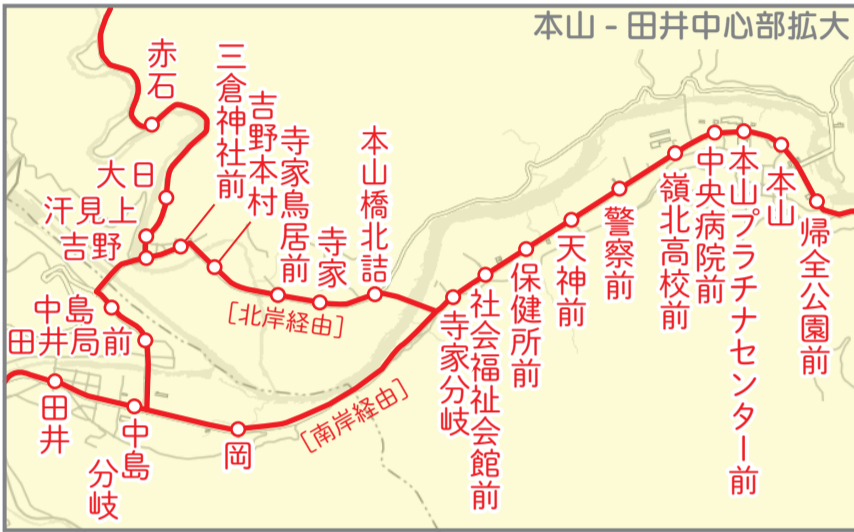 本山 - 田井中心部拡大
赤石
三倉神社前
吉野本村
寺家鳥居前
寺家
本山橋北詰
大日
汗見上
吉野
中島
田井局前
[北岸経由]
[南岸経由]
田井
中島分岐
岡
寺家分岐
社会福祉会館前
保健所前
天神前
警察前
嶺北高校前
中央病院前
本山プラチナセンター前
本山
帰全公園前